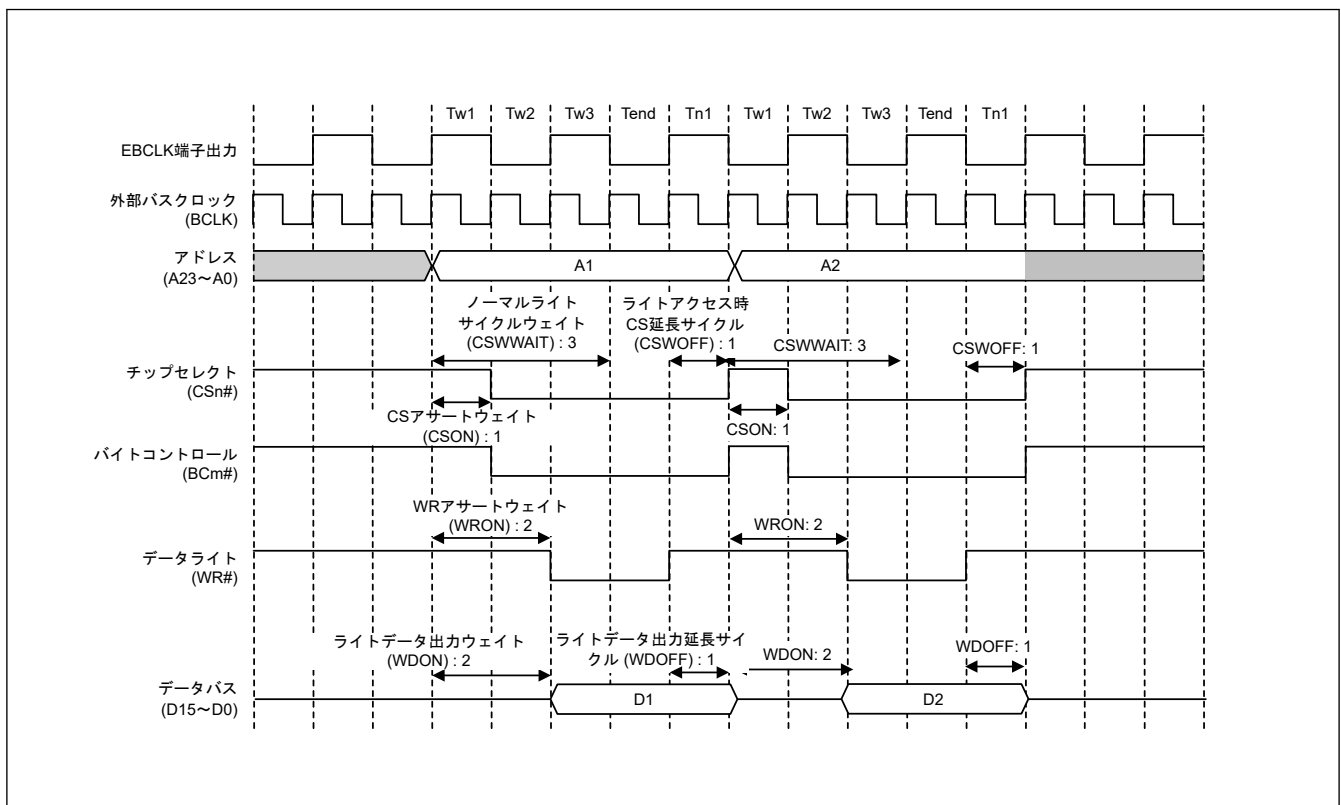 Tw1 Tw2 Tw3 Tend Tn1 Tw1 Tw2 Tw3 Tend Tn1
EBCLK端子出力
外部バスクロック
(BCLK)
アドレス
(A23～A0)
A1
A2
ノーマルライト
サイクルウェイト
(CSWWAIT) : 3
ライトアクセス時
CS延長サイクル
(CSWOFF) : 1
CSWWAIT: 3
CSWOFF: 1
チップセレクト
(CSn#)
CSアサートウェイト
(CSON) : 1
CSON: 1
バイトコントロール
(BCm#)
WRアサートウェイト
(WRON) : 2
WRON: 2
データライト
(WR#)
ライトデータ出力ウェイト
(WDON) : 2
ライトデータ出力延長サイ
クル (WDOFF) : 1
WDON: 2
WDOFF: 1
データバス
(D15～D0)
D1
D2